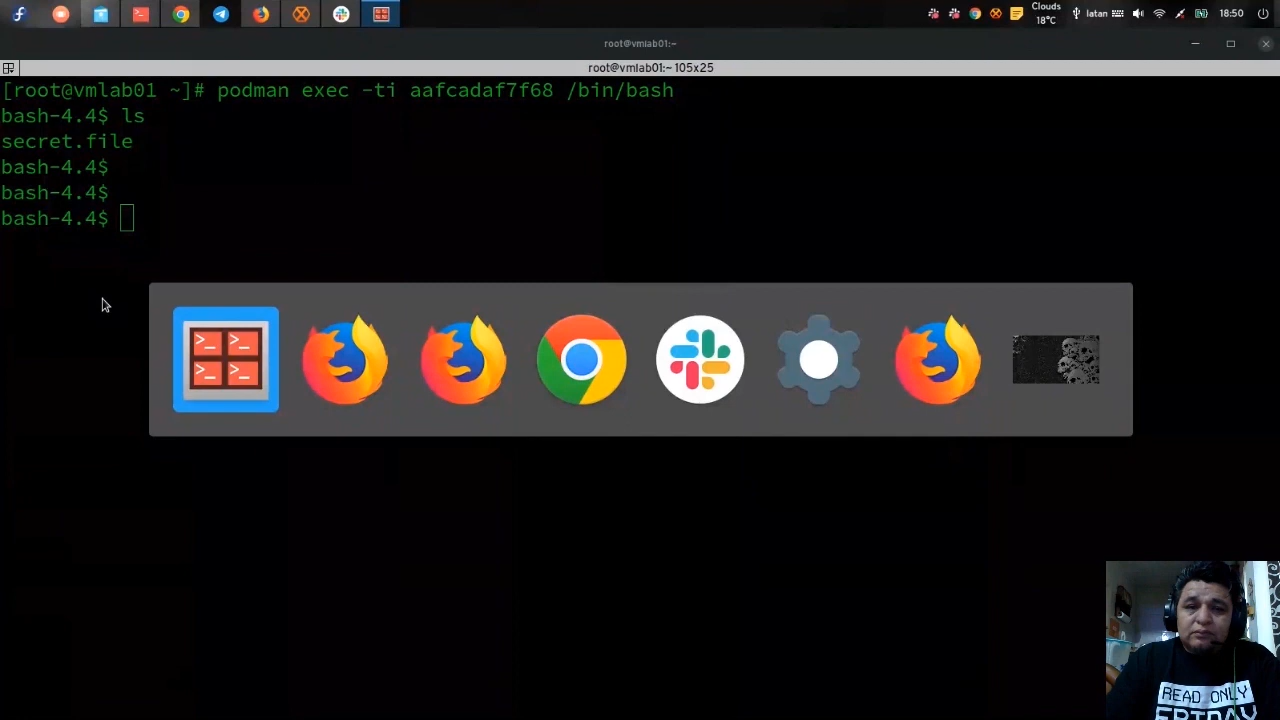 Clouds
18°C
latan
18:50
root@vmlab01:~
root@vmlab01:~ 105x25
[root@vmlab01 ~]# podman exec -ti aafcadaf7f68 /bin/bash
bash-4.4$ ls
secret.file
bash-4.4$
bash-4.4$
bash-4.4$
>_ >_
>_ >_
READ ONLY
FRIDAY